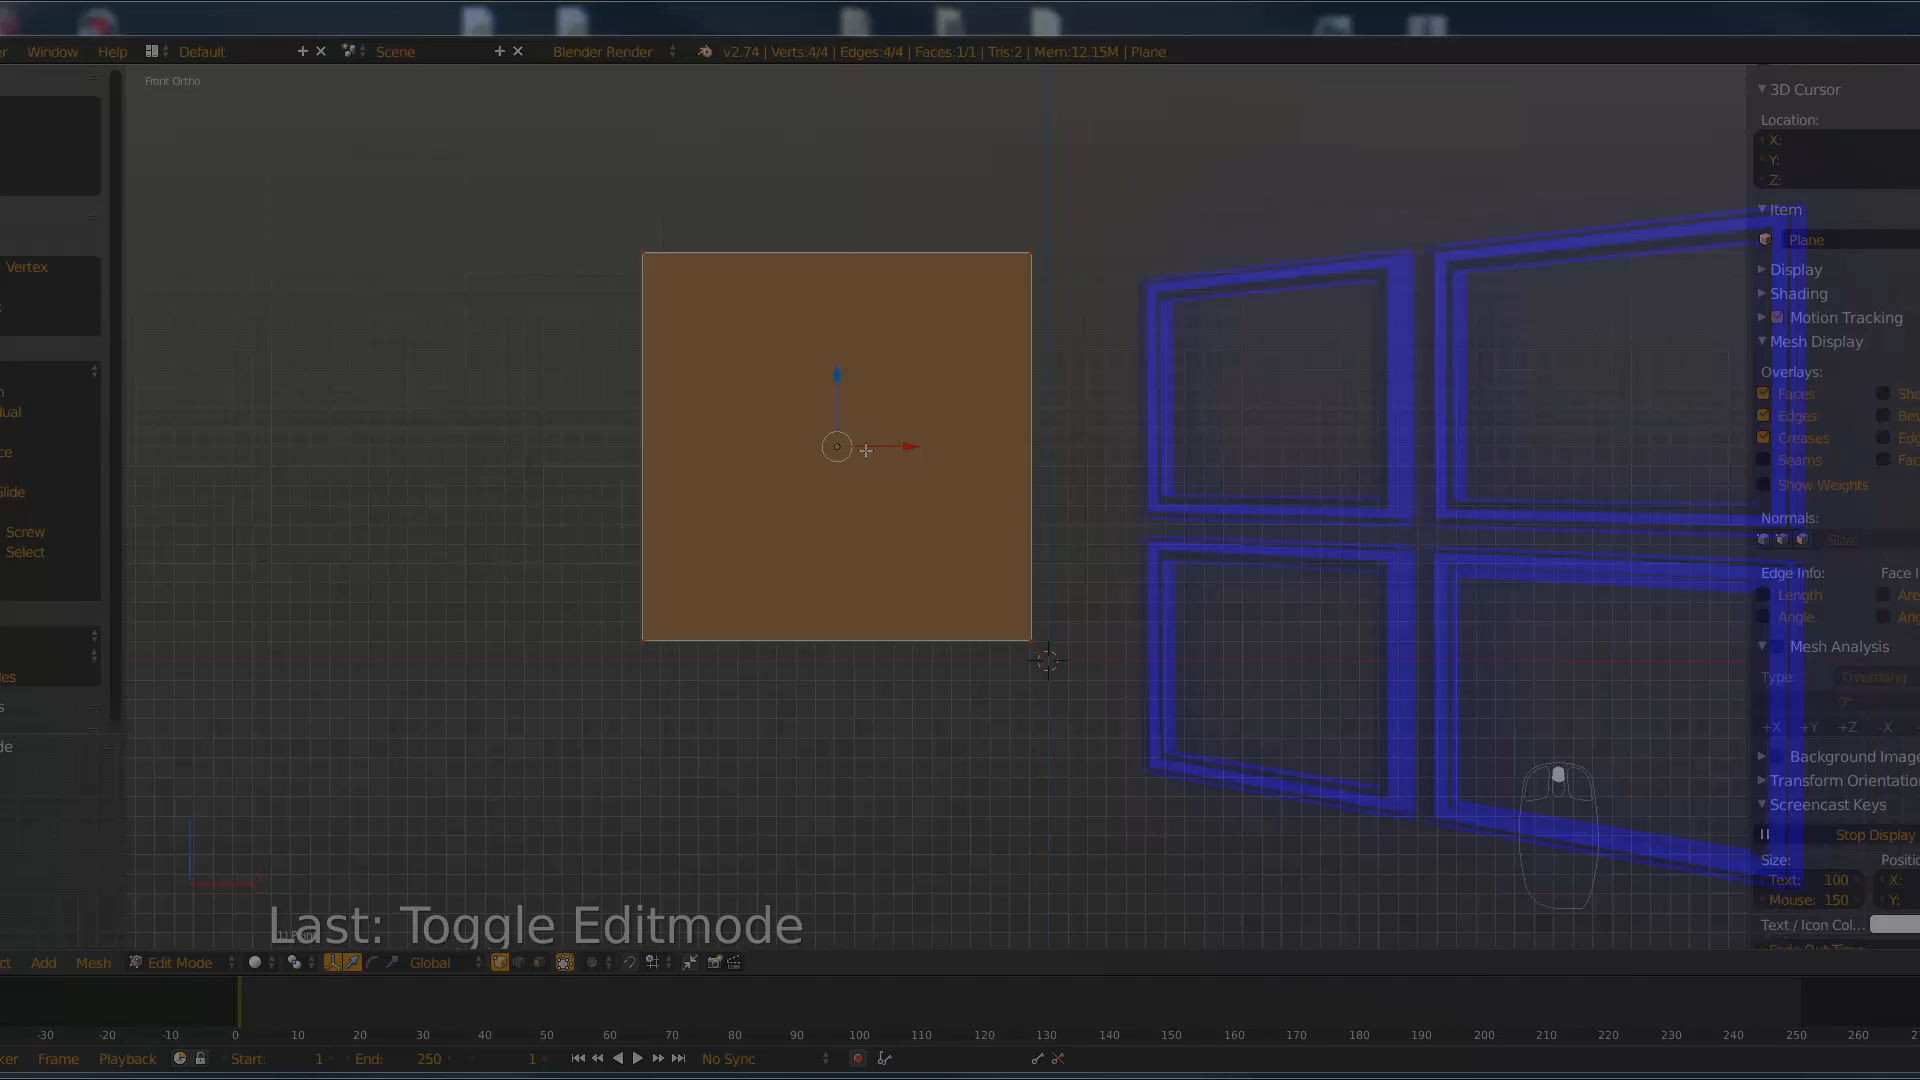 Window Help Default Scene Blender Render v2.74 | Verts:4/4 | Edges:4/4 | Faces:1/1 | Tris:2 | Mem:12.15M | Plane
Front Ortho
3D Cursor
Location:
X:
Y:
Z:
Item
Plane
Vertex
Display
Shading
Motion Tracking
Mesh Display
Overlays:
Faces
Edges
Creases
Seams
Show Weights
Normals:
Size:
Screw
Select
Edge Info:
Length
Angle
Mesh Analysis
Type: Overhang
0°
+X +Y +Z -X
Background Image
Transform Orientatio
Screencast Keys
Stop Display
Size:
Text: 100 X:
Mouse: 150 Y:
Text / Icon Col...
Last: Toggle Editmode
Add Mesh Edit Mode Global
-30 -20 -10 0 10 20 30 40 50 60 70 80 90 100 110 120 130 140 150 160 170 180 190 200 210 220 230 240 250 260
Frame Playback Start: 1 End: 250 1 No Sync